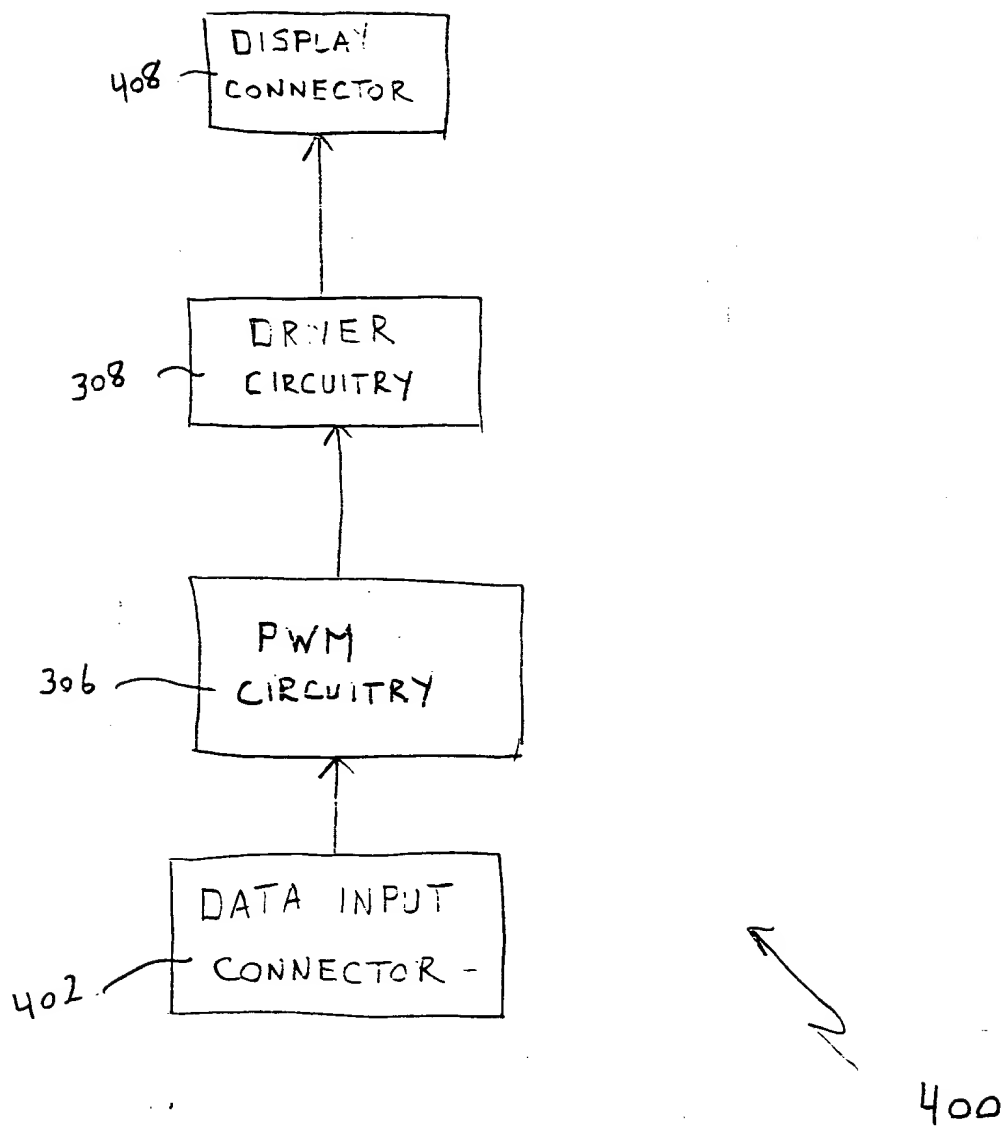 DISPLAY
CONNECTOR
408
DRIVER
CIRCUITRY
308
PWM
CIRCUITRY
306
DATA INPUT
CONNECTOR -
402
400